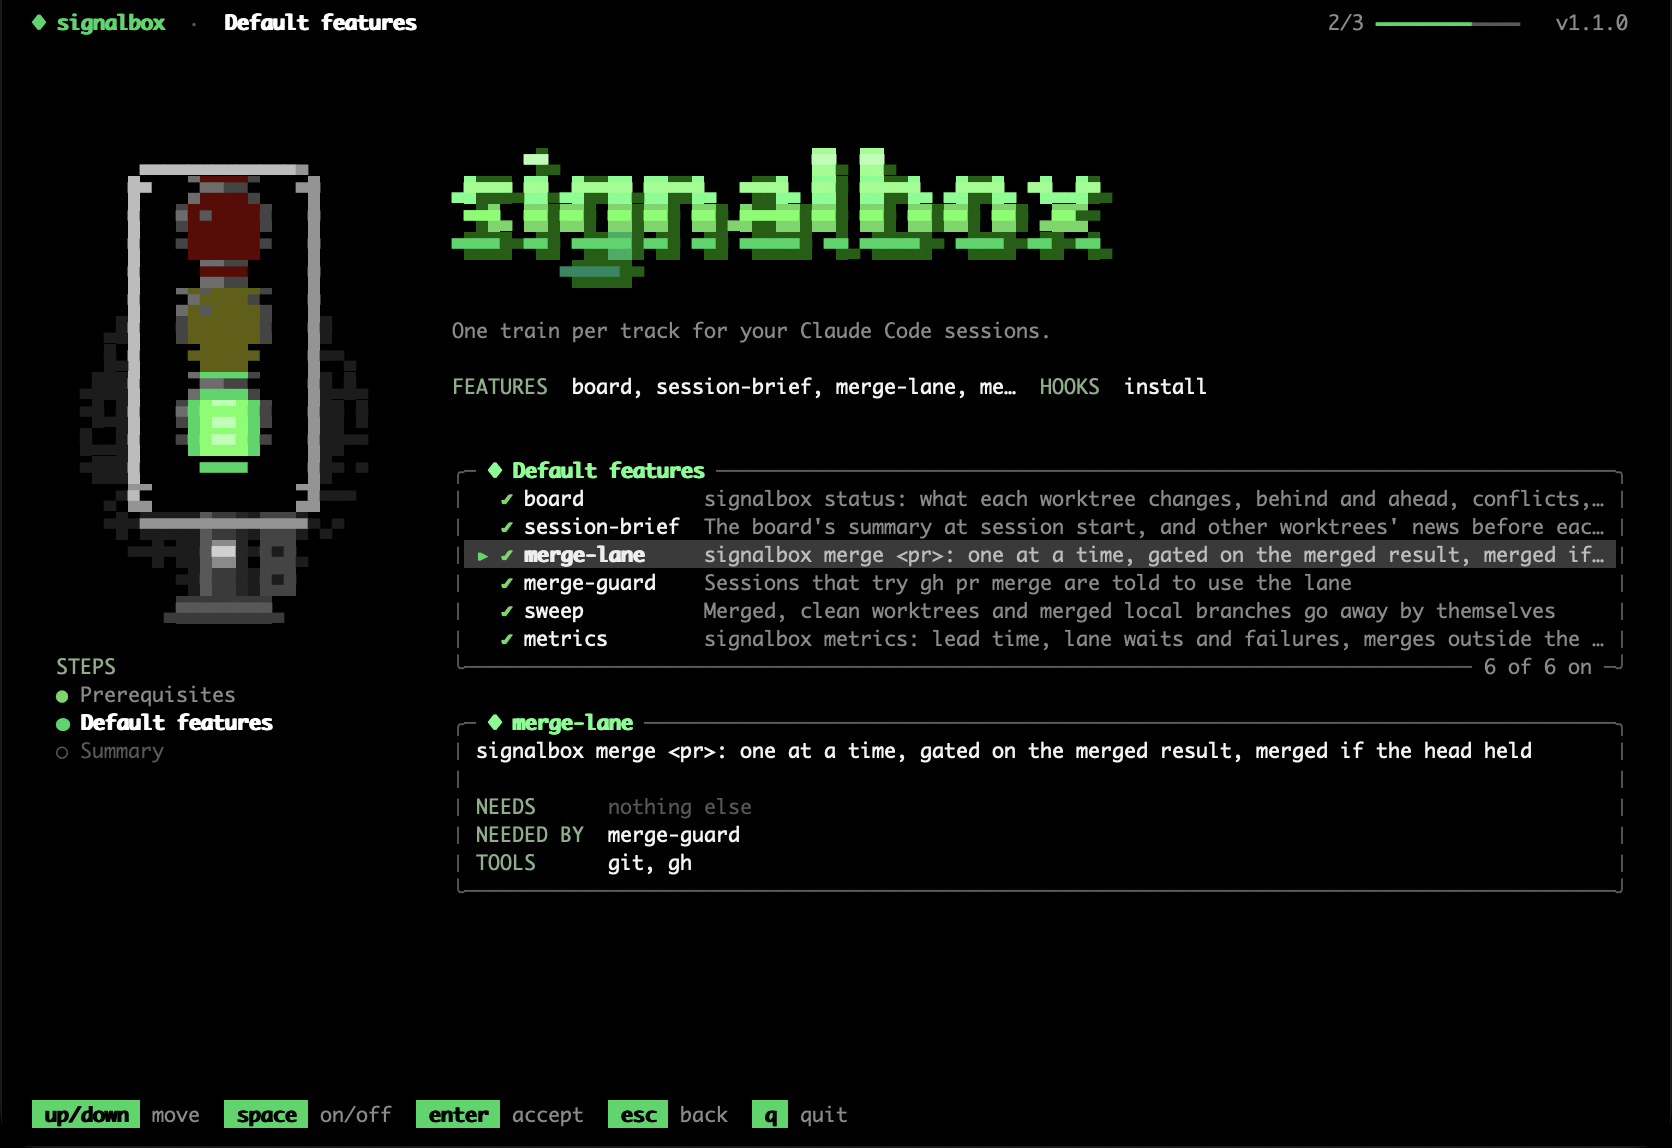 signalbox · Default features 2/3 v1.1.0
signalbox
One train per track for your Claude Code sessions.
FEATURES board, session-brief, merge-lane, me… HOOKS install
Default features
✔ board signalbox status: what each worktree changes, behind and ahead, conflicts,…
✔ session-brief The board's summary at session start, and other worktrees' news before eac…
▶ ✔ merge-lane signalbox merge <pr>: one at a time, gated on the merged result, merged if…
✔ merge-guard Sessions that try gh pr merge are told to use the lane
✔ sweep Merged, clean worktrees and merged local branches go away by themselves
✔ metrics signalbox metrics: lead time, lane waits and failures, merges outside the …
6 of 6 on
STEPS
● Prerequisites
● Default features
○ Summary
merge-lane
signalbox merge <pr>: one at a time, gated on the merged result, merged if the head held
NEEDS nothing else
NEEDED BY merge-guard
TOOLS git, gh
up/down move space on/off enter accept esc back q quit